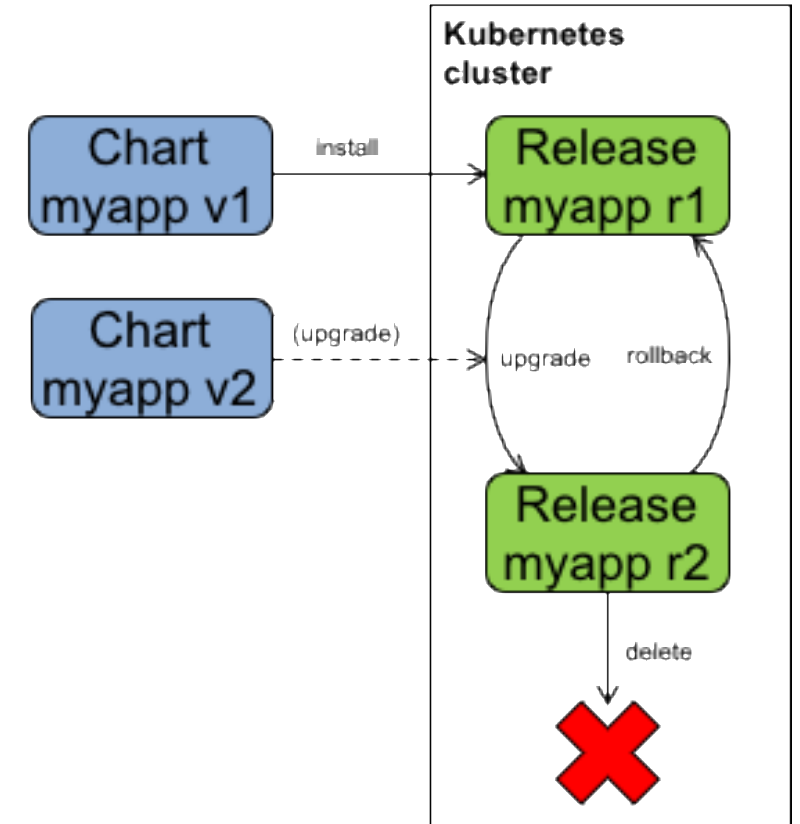 Kubernetes
cluster
Chart
myapp v1
install
Release
myapp r1
Chart
myapp v2
(upgrade)
upgrade
rollback
Release
myapp r2
delete